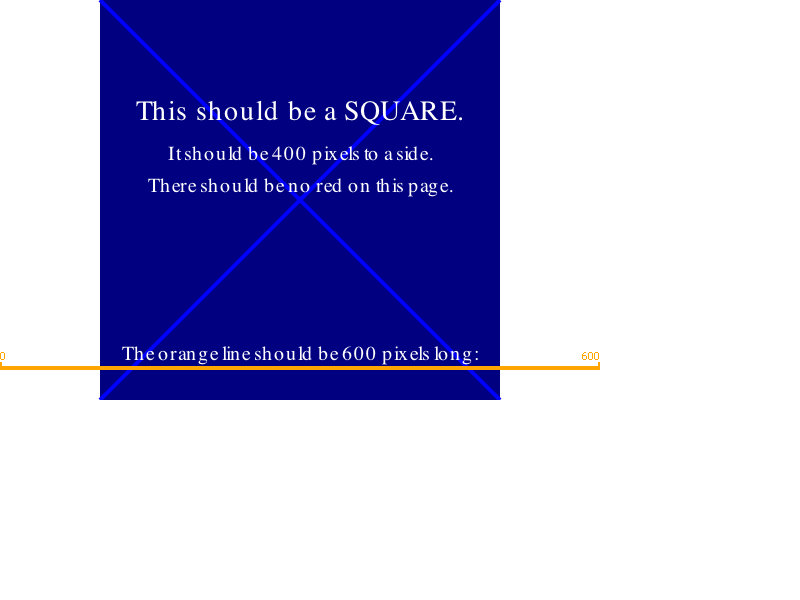 This should be a SQUARE.
It should be 400 pixels to a side.
There should be no red on this page.
The orange line should be 600 pixels long:
0 600